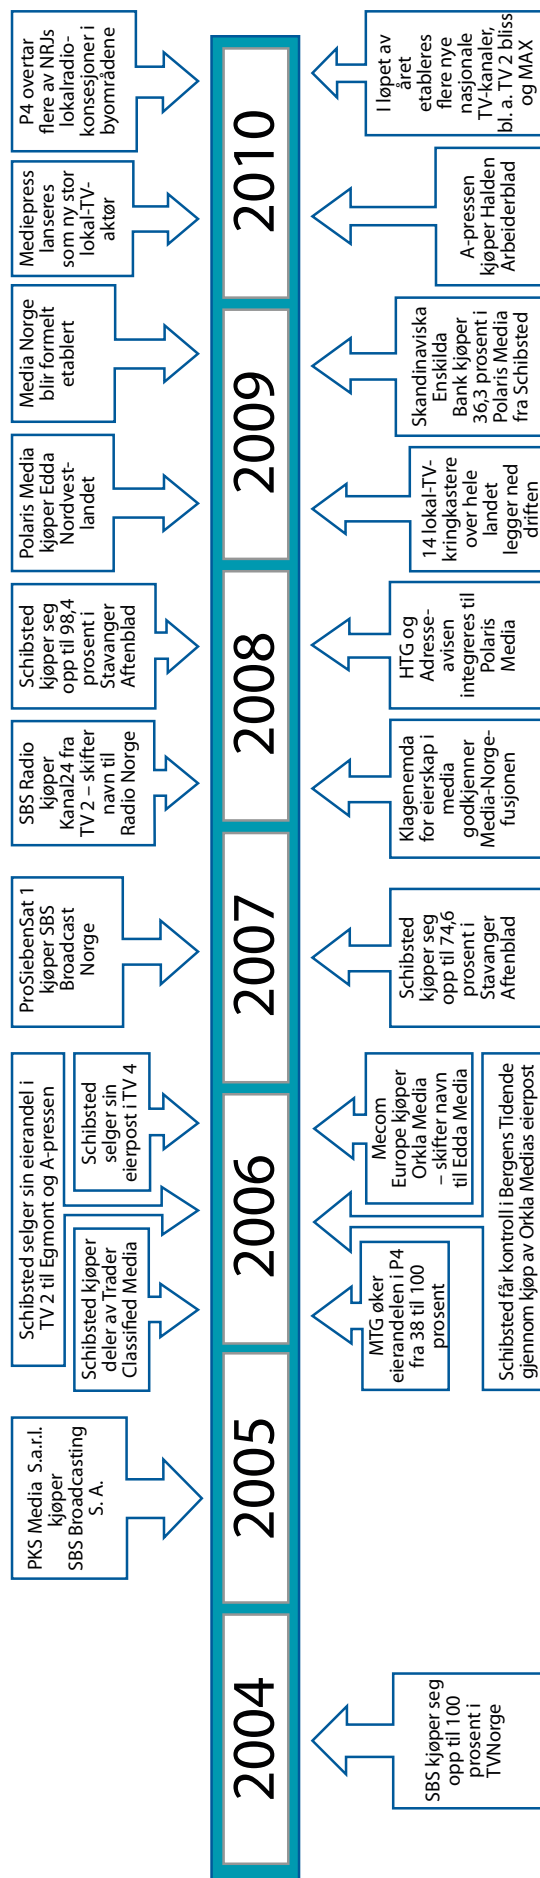 PKS Media S.a.r.l.
kjøper
SBS Broadcasting
S. A.
Schibsted selger sin eierandel i
TV 2 til Egmont og A-pressen
Schibsted kjøper
deler av Trader
Classified Media
Schibsted
selger sin
eierpost i TV 4
ProSiebenSat 1
kjøper SBS
Broadcast
Norge
SBS Radio
kjøper
Kanal24 fra
TV 2 – skifter
navn til
Radio Norge
Schibsted
kjøper seg
opp til 98,4
prosent i
Stavanger
Aftenblad
Polaris Media
kjøper Edda
Nordvest-
landet
Media Norge
blir formelt
etablert
Mediepress
lanseres
som ny stor
lokal-TV-
aktør
P4 overtar
flere av NRJs
lokalradio-
konsesjoner i
byområdene
2004
2005
2006
2007
2008
2009
2010
SBS kjøper seg
opp til 100
prosent i
TVNorge
MTG øker
eierandelen i P4
fra 38 til 100
prosent
Schibsted får kontroll i Bergens Tidende
gjennom kjøp av Orkla Medias eierpost
Mecom
Europe kjøper
Orkla Media
– skifter navn
til Edda Media
Schibsted
kjøper seg
opp til 74,6
prosent i
Stavanger
Aftenblad
Klagenemda
for eierskap i
media
godkjenner
Media-Norge-
fusjonen
HTG og
Adresse-
avisen
integreres til
Polaris
Media
14 lokal-TV-
kringkastere
over hele
landet
legger ned
driften
Skandinaviska
Enskilda
Bank kjøper
36,3 prosent i
Polaris Media
fra Schibsted
A-pressen
kjøper Halden
Arbeiderblad
I løpet av
året
etableres
flere nye
nasjonale
TV-kanaler,
bl. a. TV 2 bliss
og MAX